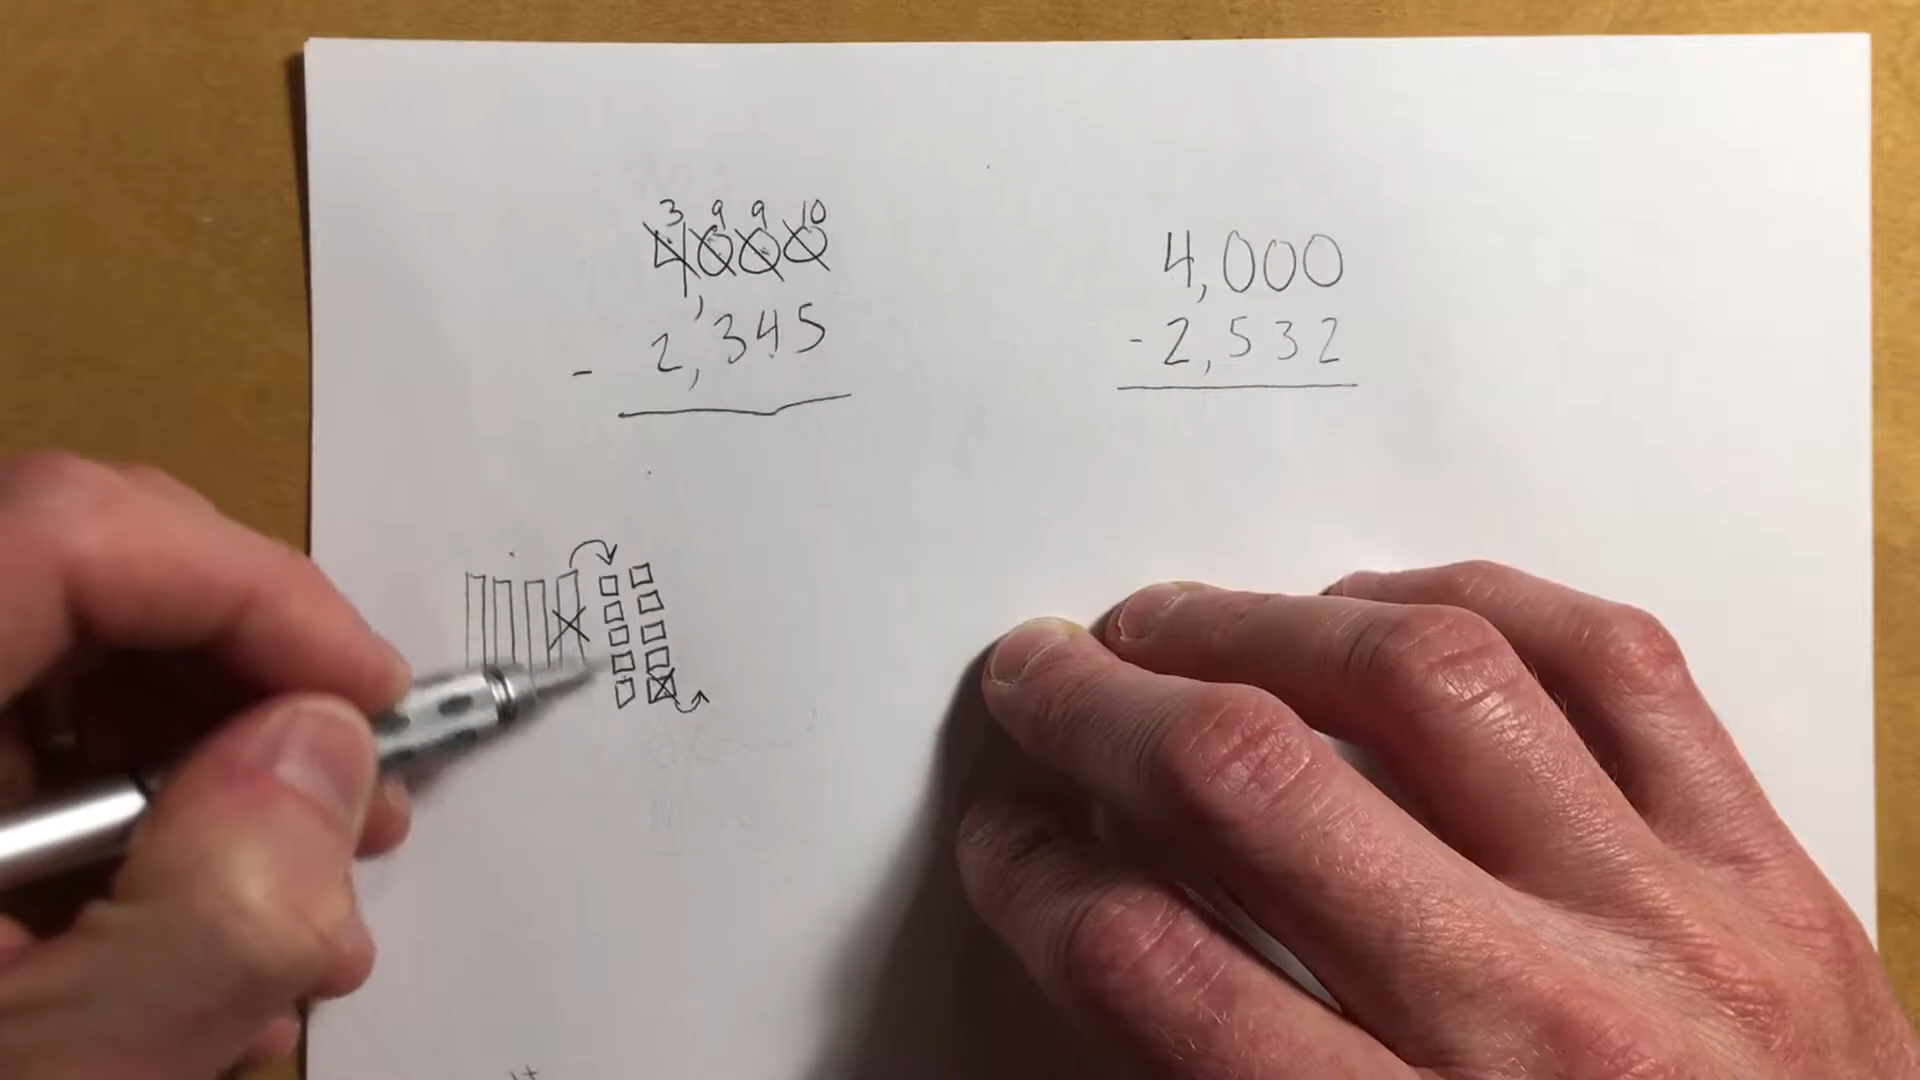 3 9 9 10
4,000
- 2,345
4,000
- 2,532